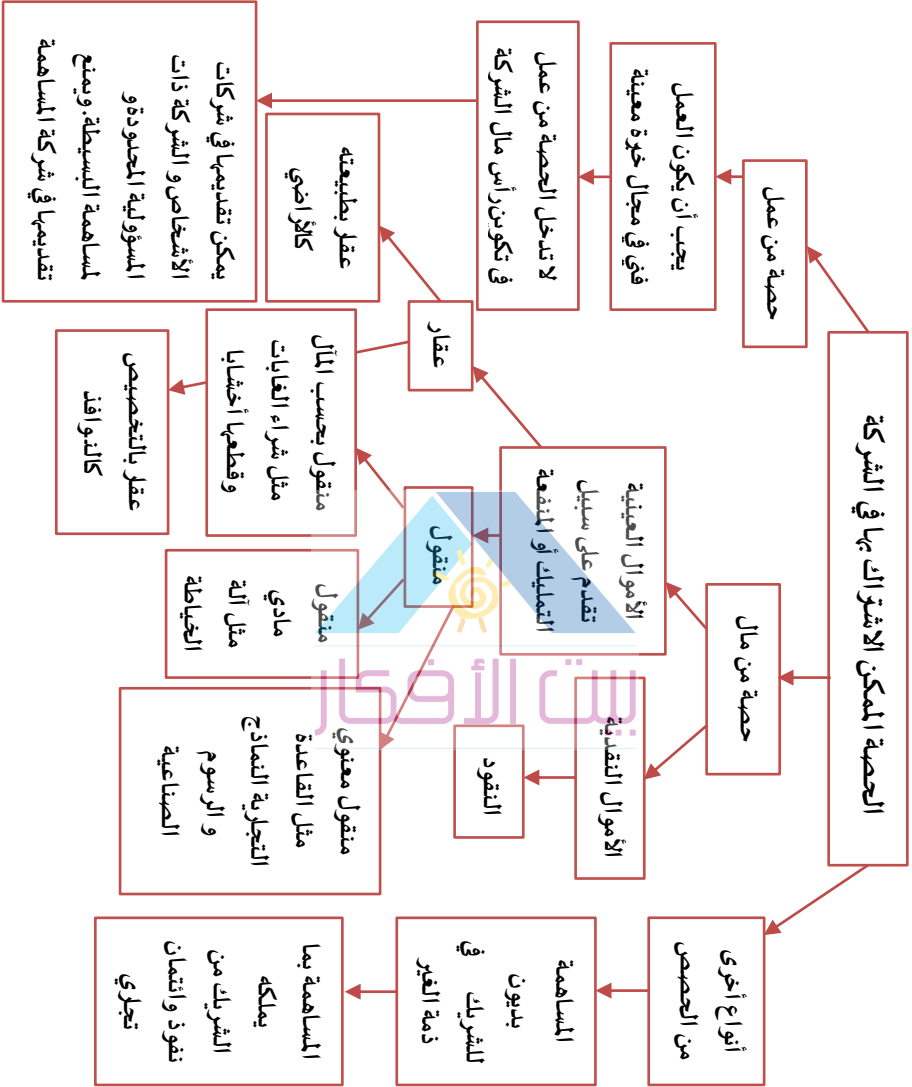 الحصة الممكن الاشتراك بها في الشركة
حصة من عمل
يجب أن يكون العمل
فني في مجال خبرة معينة
لا تدخل الحصة من عمل
في تكوين رأس مال الشركة
يمكن تقديمها في شركات
الأشخاص و الشركة ذات
المسؤولية المحدودة و
لمساهمة البسيطة. ويمنع
تقديمها في شركة المساهمة
حصة من مال
الأموال العينية
تقدم على سبيل
التمليك أو المنفعة
عقار
عقار بطبيعته
كالأراضي
عقار بالتخصيص
كالنوافذ
منقول
منقول بحسب المآل
مثل شراء الغابات
وقطعها أخشابا
منقول
مادي
مثل آلة
الخياطة
منقول معنوي
مثل القاعدة
التجارية النماذج
و الرسوم
الصناعية
الأموال النقدية
النقود
أنواع أخرى
من الحصص
المساهمة
بديون
للشريك في
ذمة الغير
المساهمة بما
يملكه
الشريك من
نفوذ وائتمان
تجاري
بيت الأفكار